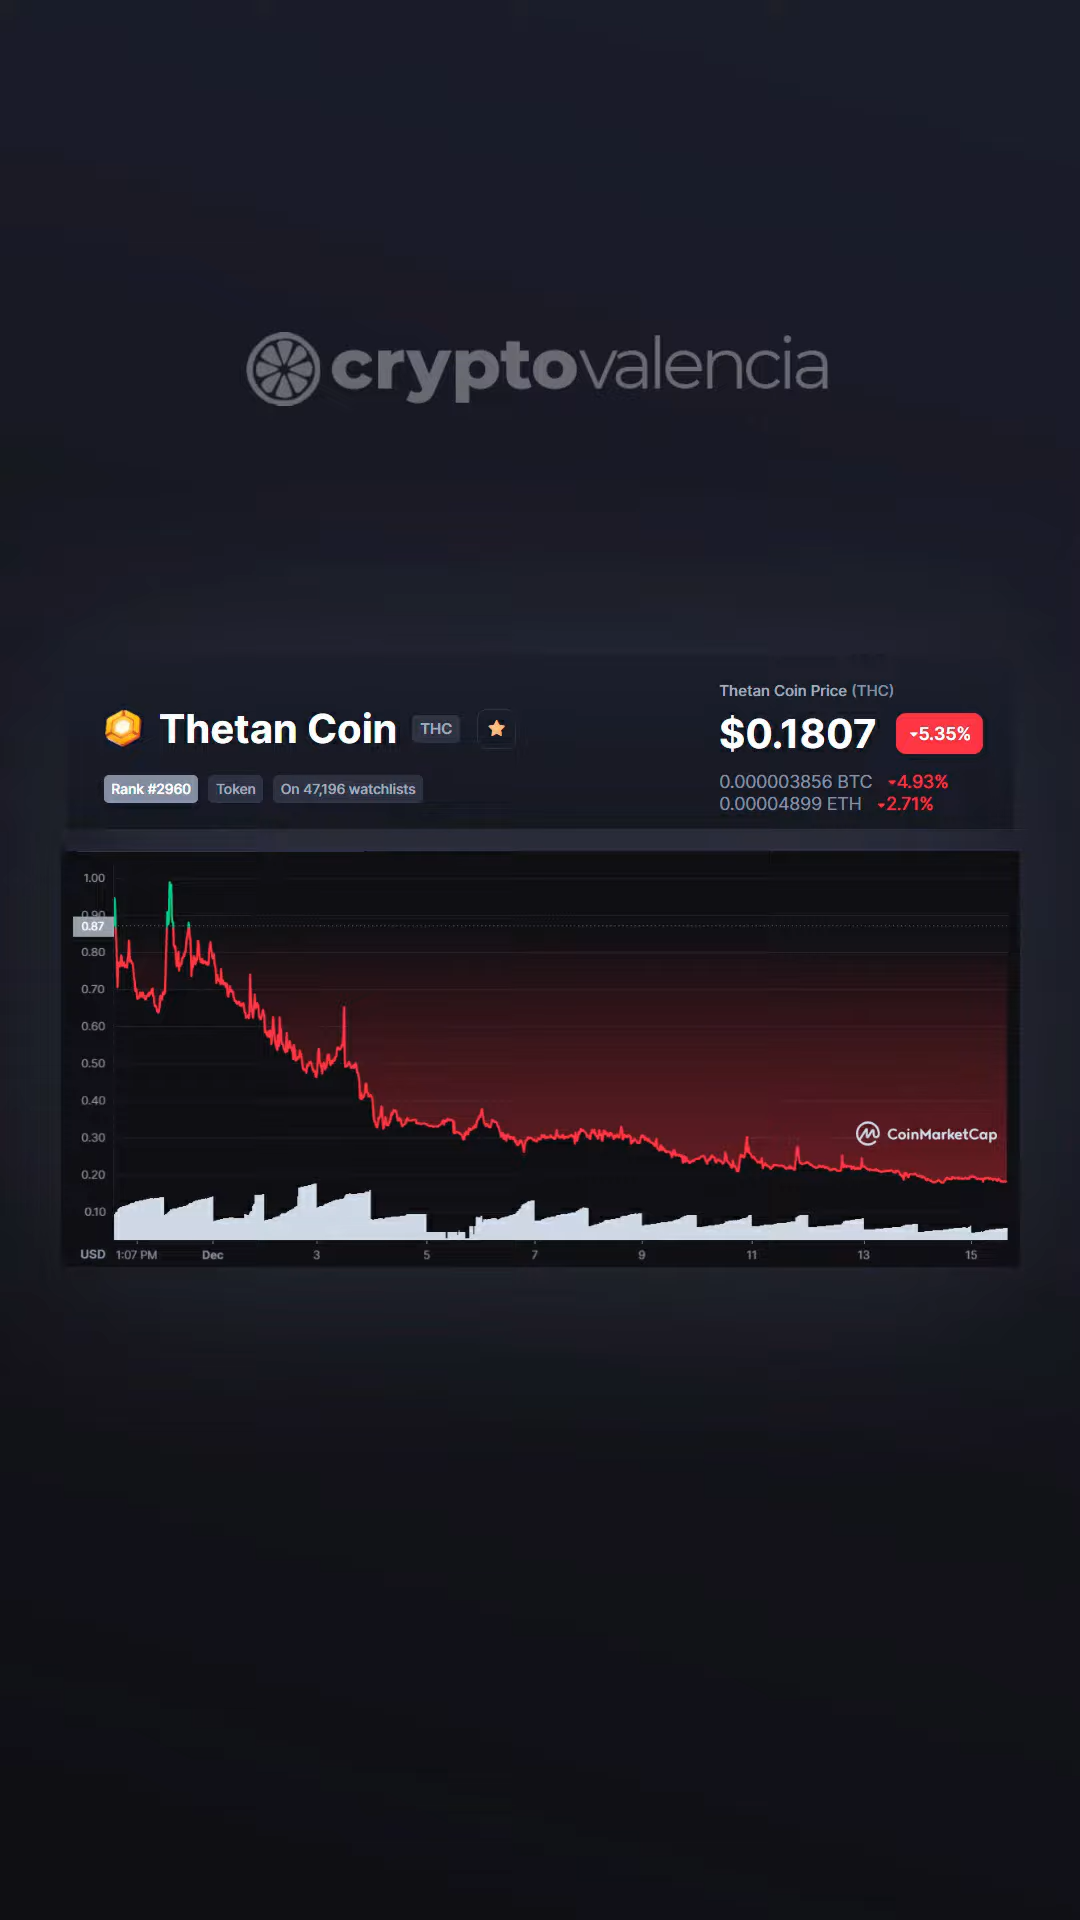 cryptovalencia
Thetan Coin Price (THC)
Thetan Coin THC
$0.1807 5.35%
Rank #2960 Token On 47,196 watchlists
0.000003856 BTC 4.93%
0.00004899 ETH 2.71%
1.00
0.90
0.87
0.80
0.70
0.60
0.50
0.40
0.30
CoinMarketCap
0.20
0.10
USD 1:07 PM Dec 3 5 7 9 11 13 15